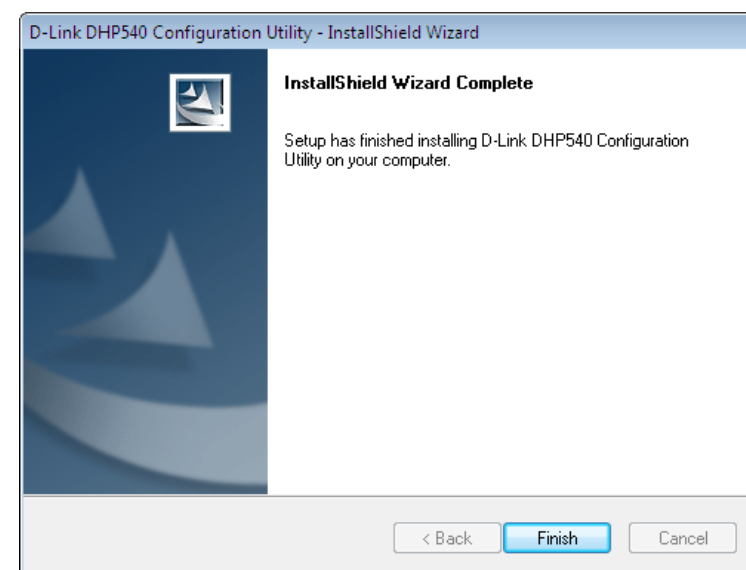 D-Link DHP540 Configuration Utility - InstallShield Wizard
InstallShield Wizard Complete
Setup has finished installing D-Link DHP540 Configuration
Utility on your computer.
< Back
Finish
Cancel